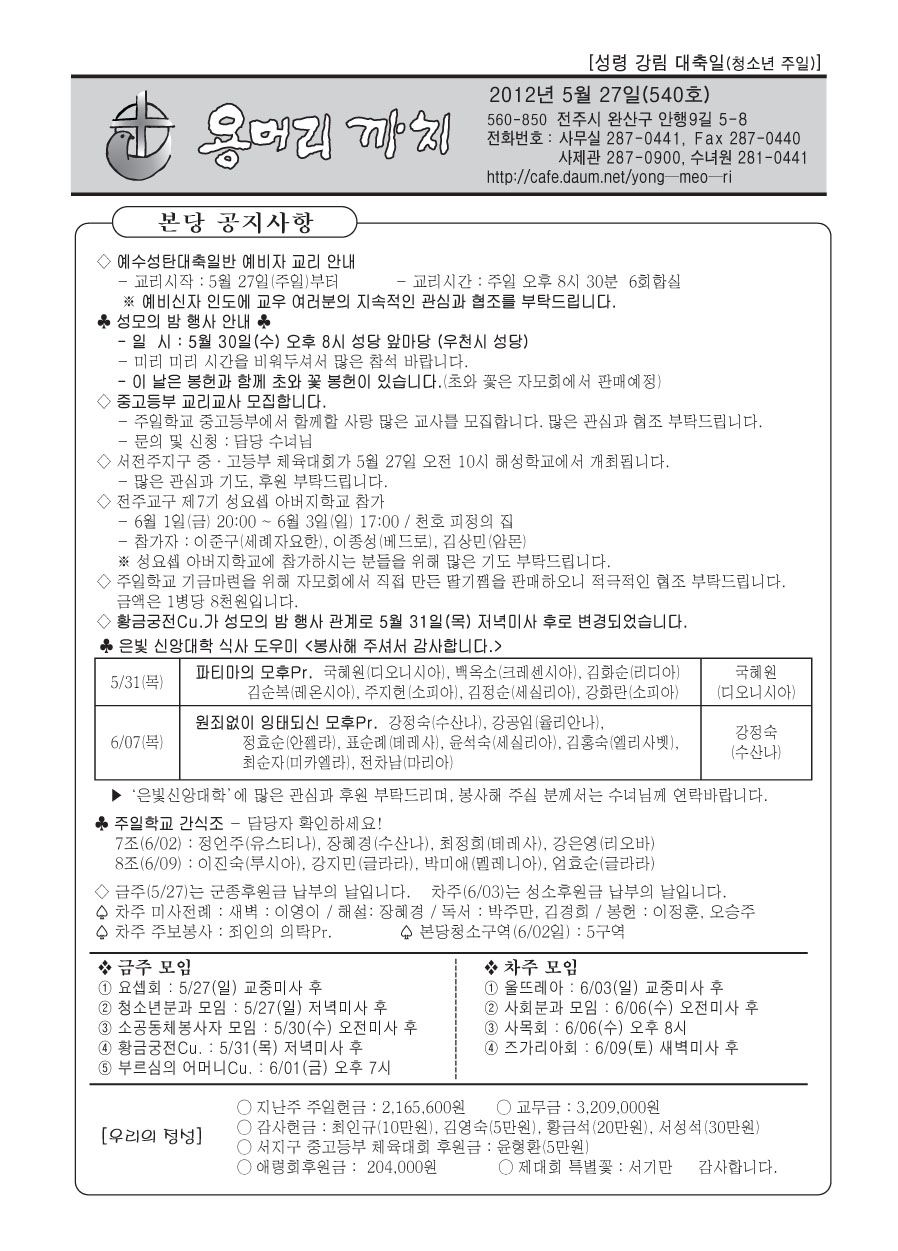 [성령 강림 대축일(청소년 주일)]
용머리 까치
2012년 5월 27일(540호)
560-850 전주시 완산구 안행9길 5-8
전화번호 : 사무실 287-0441, Fax 287-0440
사제관 287-0900, 수녀원 281-0441
http://cafe.daum.net/yong—meo—ri
본당 공지사항
◇ 예수성탄대축일반 예비자 교리 안내
- 교리시작 : 5월 27일(주일)부터 - 교리시간 : 주일 오후 8시 30분 6회합실
※ 예비신자 인도에 교우 여러분의 지속적인 관심과 협조를 부탁드립니다.
♣ 성모의 밤 행사 안내 ♣
- 일 시 : 5월 30일(수) 오후 8시 성당 앞마당 (우천시 성당)
- 미리 미리 시간을 비워두셔서 많은 참석 바랍니다.
- 이 날은 봉헌과 함께 초와 꽃 봉헌이 있습니다.(초와 꽃은 자모회에서 판매예정)
◇ 중고등부 교리교사 모집합니다.
- 주일학교 중고등부에서 함께할 사랑 많은 교사를 모집합니다. 많은 관심과 협조 부탁드립니다.
- 문의 및 신청 : 담당 수녀님
◇ 서전주지구 중 · 고등부 체육대회가 5월 27일 오전 10시 해성학교에서 개최됩니다.
- 많은 관심과 기도, 후원 부탁드립니다.
◇ 전주교구 제7기 성요셉 아버지학교 참가
- 6월 1일(금) 20:00 ~ 6월 3일(일) 17:00 / 천호 피정의 집
- 참가자 : 이준구(세례자요한), 이종성(베드로), 김상민(암몬)
※ 성요셉 아버지학교에 참가하시는 분들을 위해 많은 기도 부탁드립니다.
◇ 주일학교 기금마련을 위해 자모회에서 직접 만든 딸기쨈을 판매하오니 적극적인 협조 부탁드립니다.
금액은 1병당 8천원입니다.
◇ 황금궁전Cu.가 성모의 밤 행사 관계로 5월 31일(목) 저녁미사 후로 변경되었습니다.
♣ 은빛 신앙대학 식사 도우미 <봉사해 주셔서 감사합니다.>
5/31(목) 파티마의 모후Pr. 국혜원(디오니시아), 백옥소(크레센시아), 김화순(리디아) 국혜원
김순복(레온시아), 주지현(소피아), 김정순(세실리아), 강화란(소피아) (디오니시아)
6/07(목) 원죄없이 잉태되신 모후Pr. 강정숙(수산나), 강공임(율리안나), 강정숙
정효순(안젤라), 표순례(데레사), 윤석숙(세실리아), 김홍숙(엘리사벳), (수산나)
최순자(미카엘라), 전차남(마리아)
▶ ‘은빛신앙대학’에 많은 관심과 후원 부탁드리며, 봉사해 주실 분께서는 수녀님께 연락바랍니다.
♣ 주일학교 간식조 - 담당자 확인하세요!
7조(6/02) : 정언주(유스티나), 장혜경(수산나), 최정희(데레사), 강은영(리오바)
8조(6/09) : 이진숙(루시아), 강지민(글라라), 박미애(멜레니아), 엄효순(글라라)
◇ 금주(5/27)는 군종후원금 납부의 날입니다. 차주(6/03)는 성소후원금 납부의 날입니다.
♤ 차주 미사전례 : 새벽 : 이영이 / 해설: 장혜경 / 독서 : 박주만, 김경희 / 봉헌 : 이정훈, 오승주
♤ 차주 주보봉사 : 죄인의 의탁Pr. ♤ 본당청소구역(6/02일) : 5구역
❖ 금주 모임
① 요셉회 : 5/27(일) 교중미사 후
② 청소년분과 모임 : 5/27(일) 저녁미사 후
③ 소공동체봉사자 모임 : 5/30(수) 오전미사 후
④ 황금궁전Cu. : 5/31(목) 저녁미사 후
⑤ 부르심의 어머니Cu. : 6/01(금) 오후 7시
❖ 차주 모임
① 울뜨레아 : 6/03(일) 교중미사 후
② 사회분과 모임 : 6/06(수) 오전미사 후
③ 사목회 : 6/06(수) 오후 8시
④ 즈가리아회 : 6/09(토) 새벽미사 후
[우리의 정성]
○ 지난주 주일헌금 : 2,165,600원 ○ 교무금 : 3,209,000원
○ 감사헌금 : 최인규(10만원), 김영숙(5만원), 황금석(20만원), 서성석(30만원)
○ 서지구 중고등부 체육대회 후원금 : 윤형환(5만원)
○ 애령회후원금 : 204,000원 ○ 제대회 특별꽃 : 서기만 감사합니다.